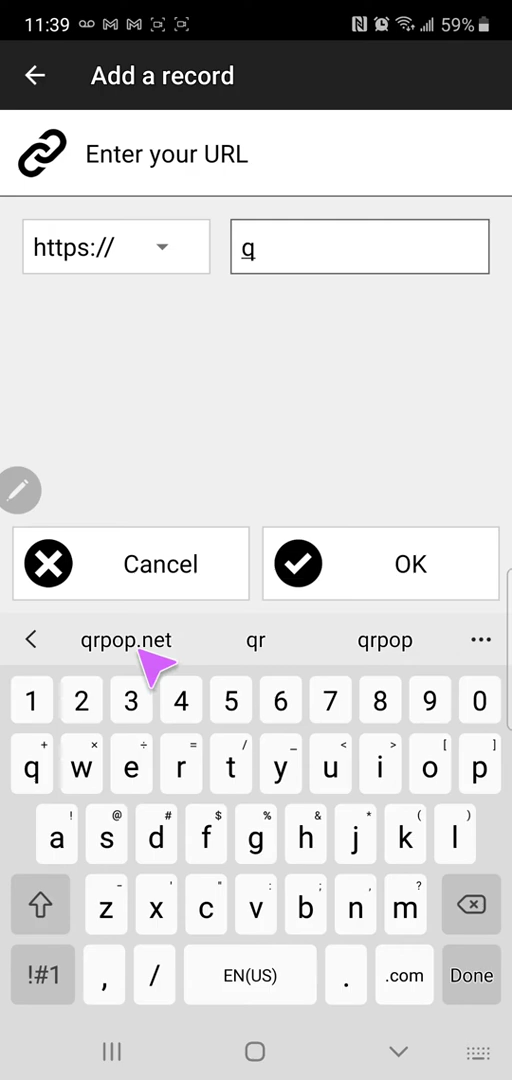 11:39 59%
Add a record
Enter your URL
https:// q
Cancel OK
qrpop.net qr qrpop ...
1 2 3 4 5 6 7 8 9 0
+ × ÷ = / _ < > [ ]
q w e r t y u i o p
! @ # $ % ^ & * ( )
a s d f g h j k l
- ' " : ; , ?
z x c v b n m
!#1 , / EN(US) . .com Done